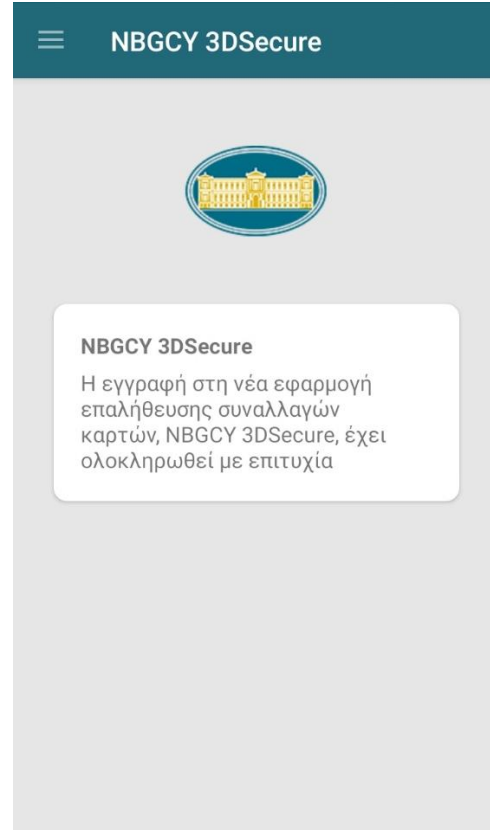 NBGCY 3DSecure
NBGCY 3DSecure
Η εγγραφή στη νέα εφαρμογή
επαλήθευσης συναλλαγών
καρτών, NBGCY 3DSecure, έχει
ολοκληρωθεί με επιτυχία